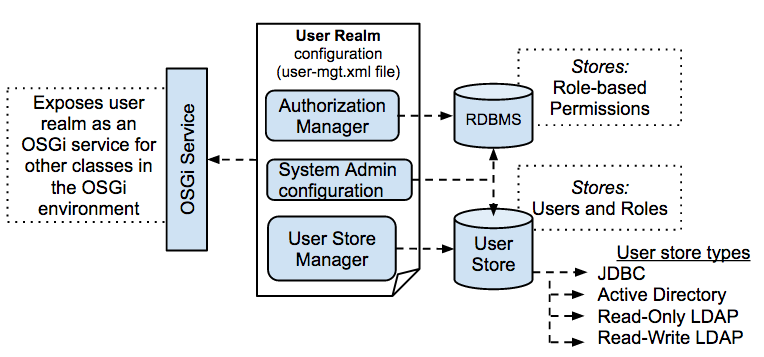 Exposes user
realm as an
OSGi service for
other classes in
the OSGi
environment
OSGi Service
User Realm
configuration
(user-mgt.xml file)
Authorization
Manager
System Admin
configuration
User Store
Manager
RDBMS
Stores:
Role-based
Permissions
Stores:
Users and Roles
User
Store
User store types
JDBC
Active Directory
Read-Only LDAP
Read-Write LDAP